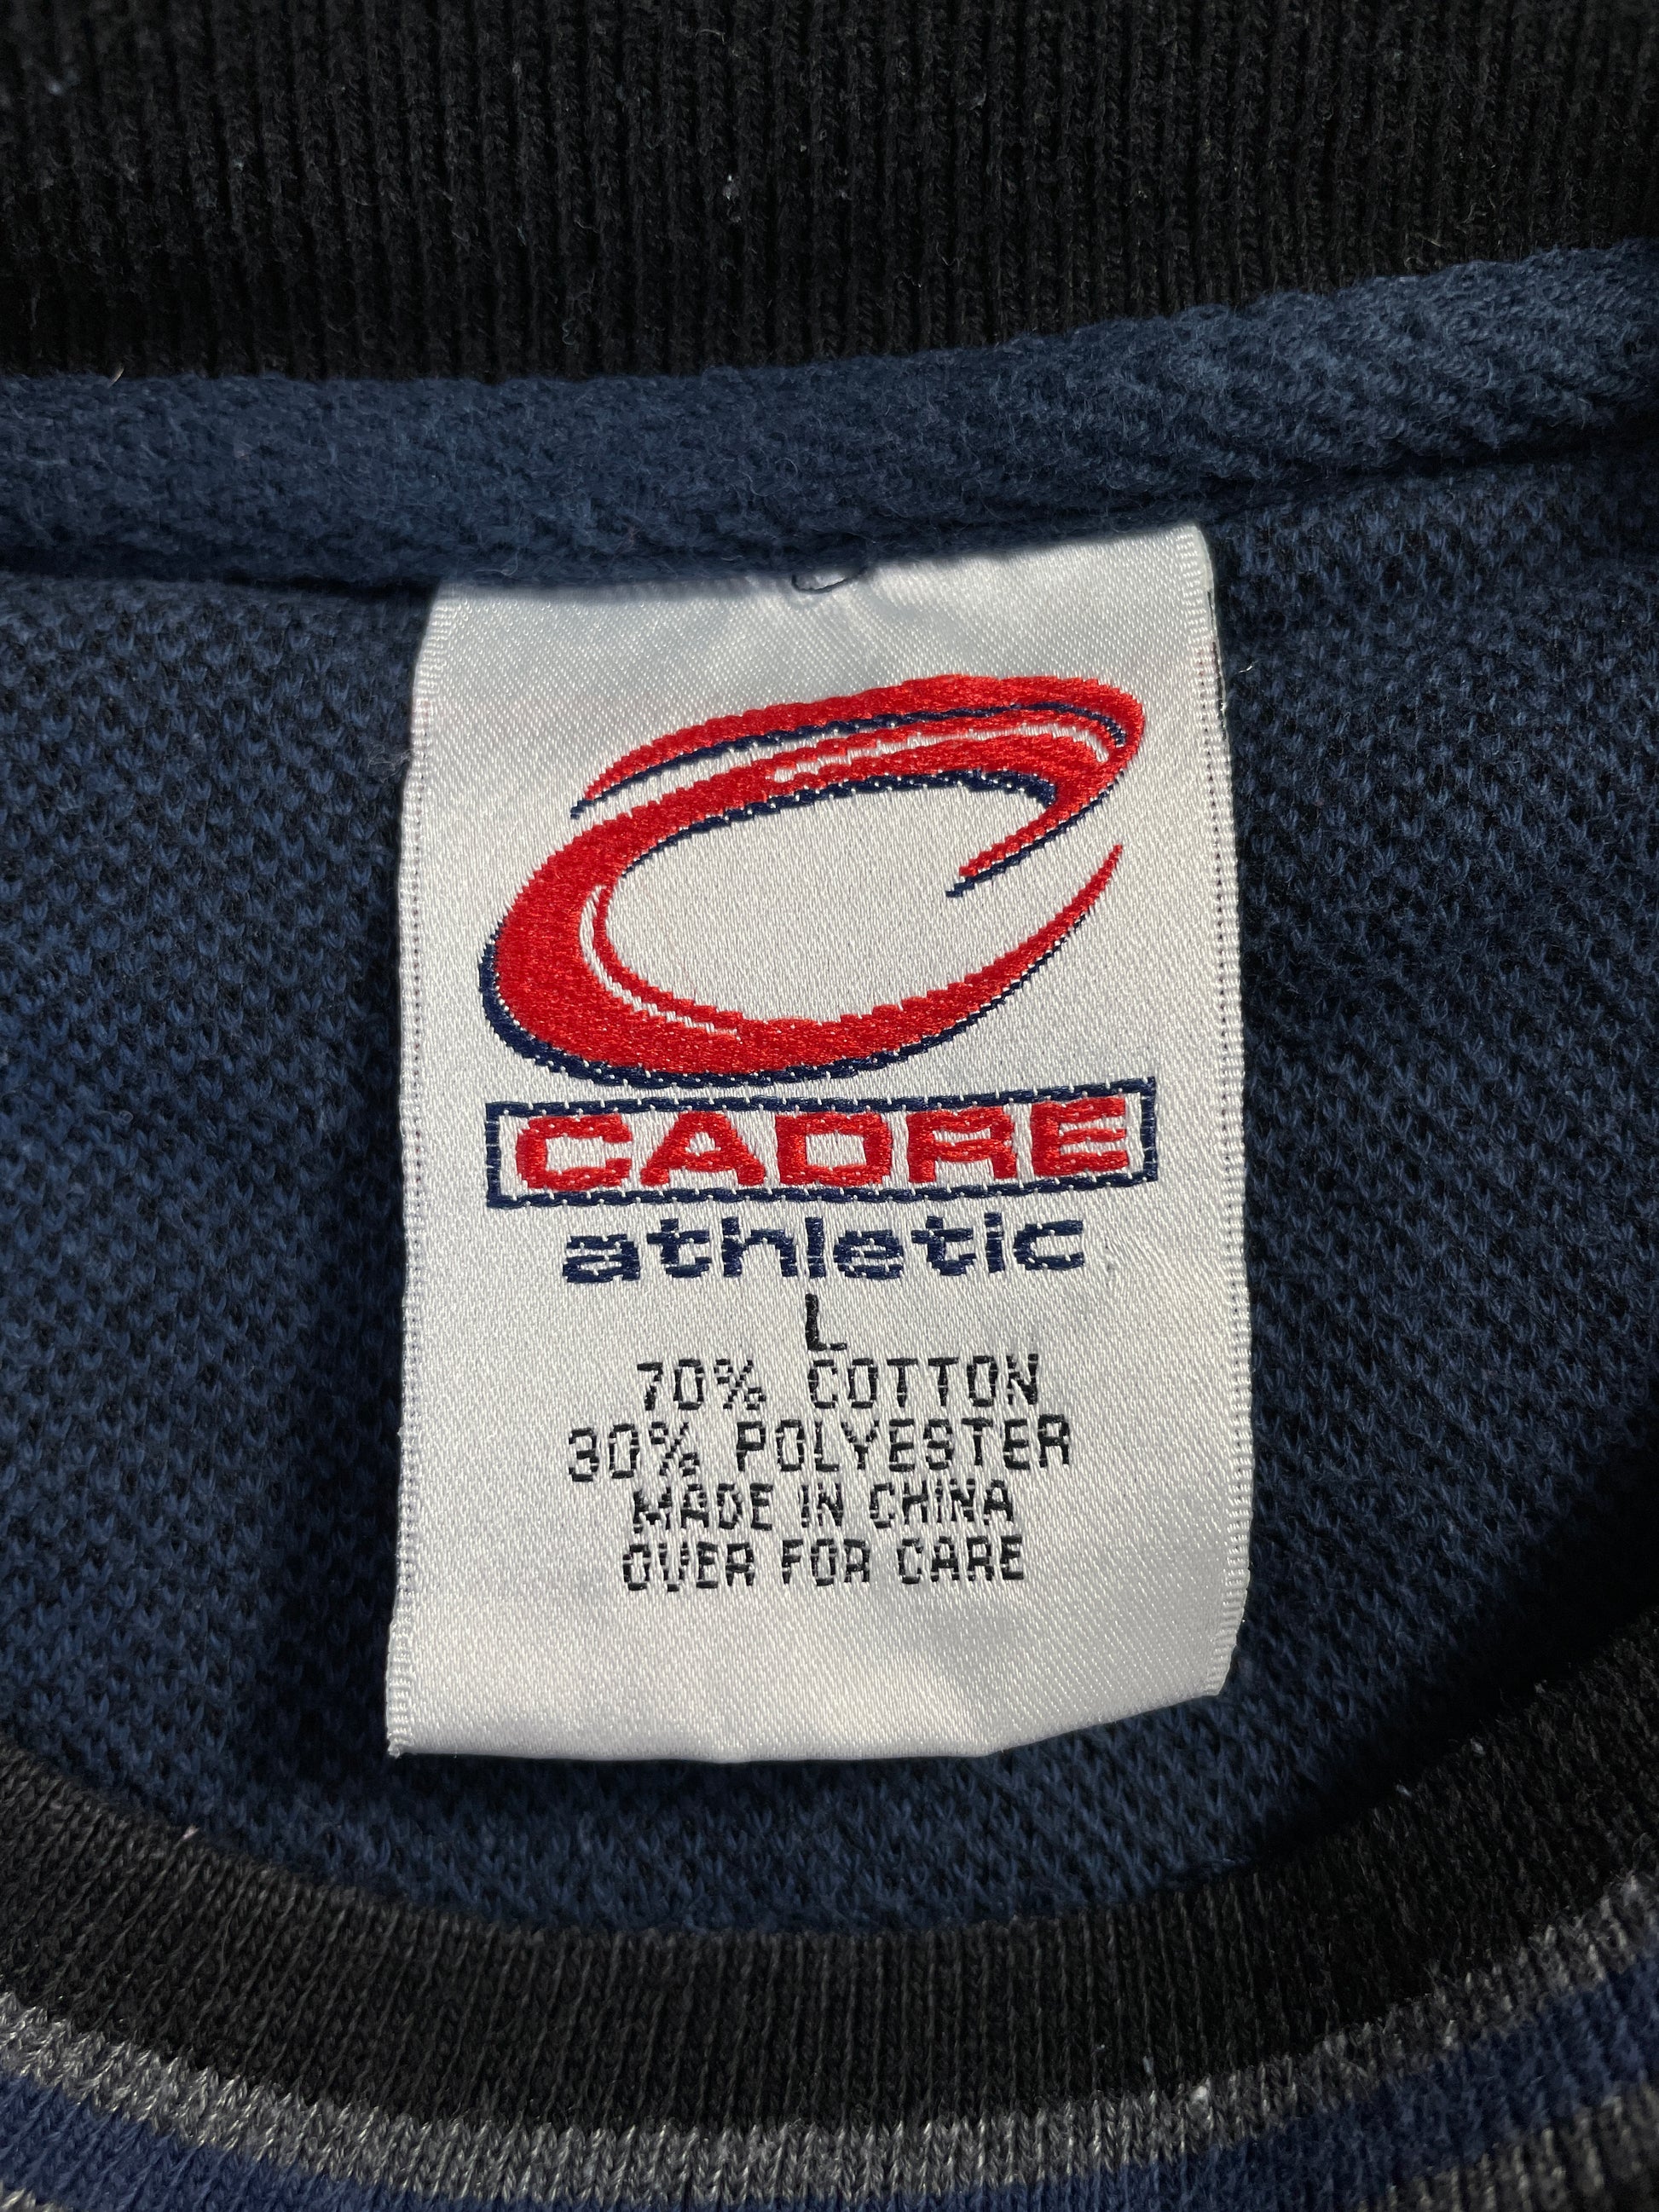 CADRE
athletic
L
70% COTTON
30% POLYESTER
MADE IN CHINA
OVER FOR CARE